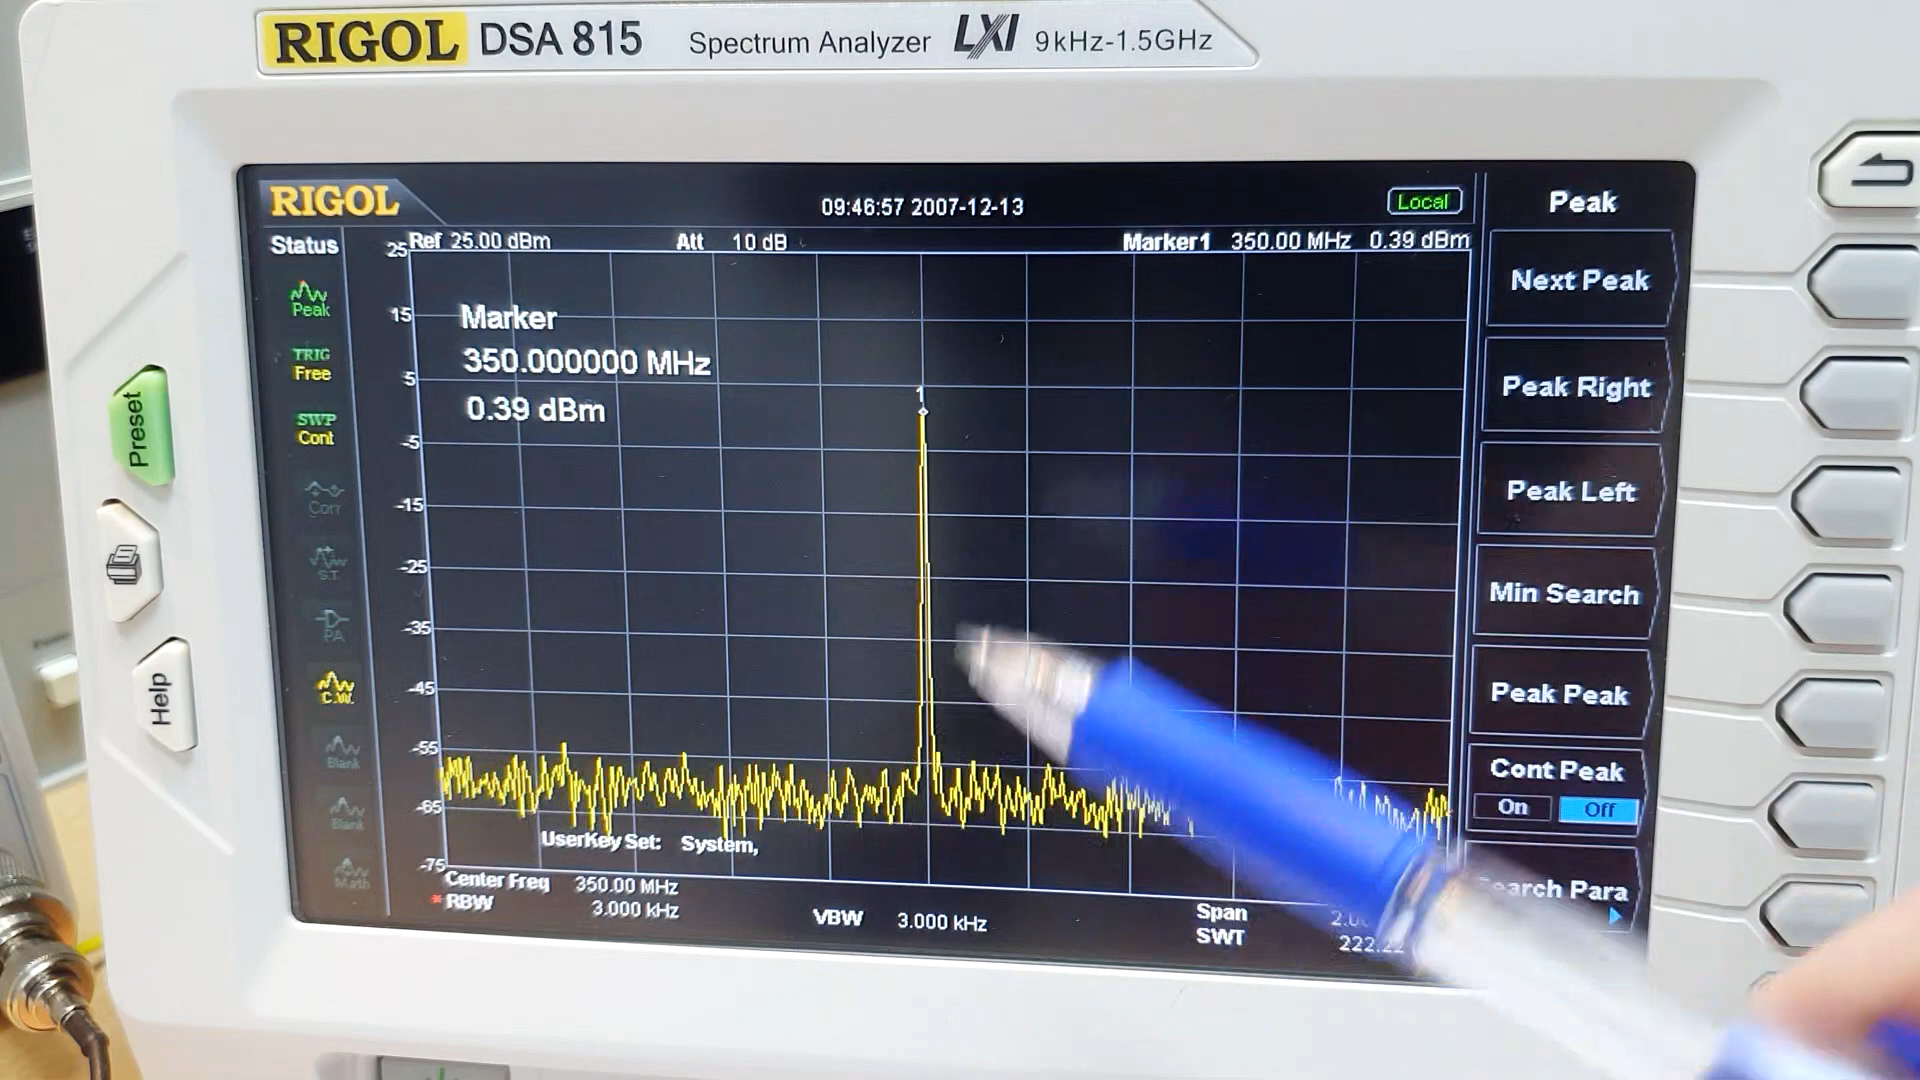 RIGOL DSA 815 Spectrum Analyzer LXI 9kHz-1.5GHz
RIGOL 09:46:57 2007-12-13 Local Peak
Status Ref 25.00 dBm Att 10 dB Marker1 350.00 MHz 0.39 dBm
25
Peak
TRIG
Free
SWP
Cont
Corr
S.T.
PA
C.W.
Blank
Blank
Math
15
5
-5
-15
-25
-35
-45
-55
-65
-75
Marker
350.000000 MHz
0.39 dBm
1
UserKey Set: System,
Center Freq 350.00 MHz
*RBW 3.000 kHz
VBW 3.000 kHz
Span
SWT 222.22
Next Peak
Peak Right
Peak Left
Min Search
Peak Peak
Cont Peak
On Off
Search Para
Preset
Help